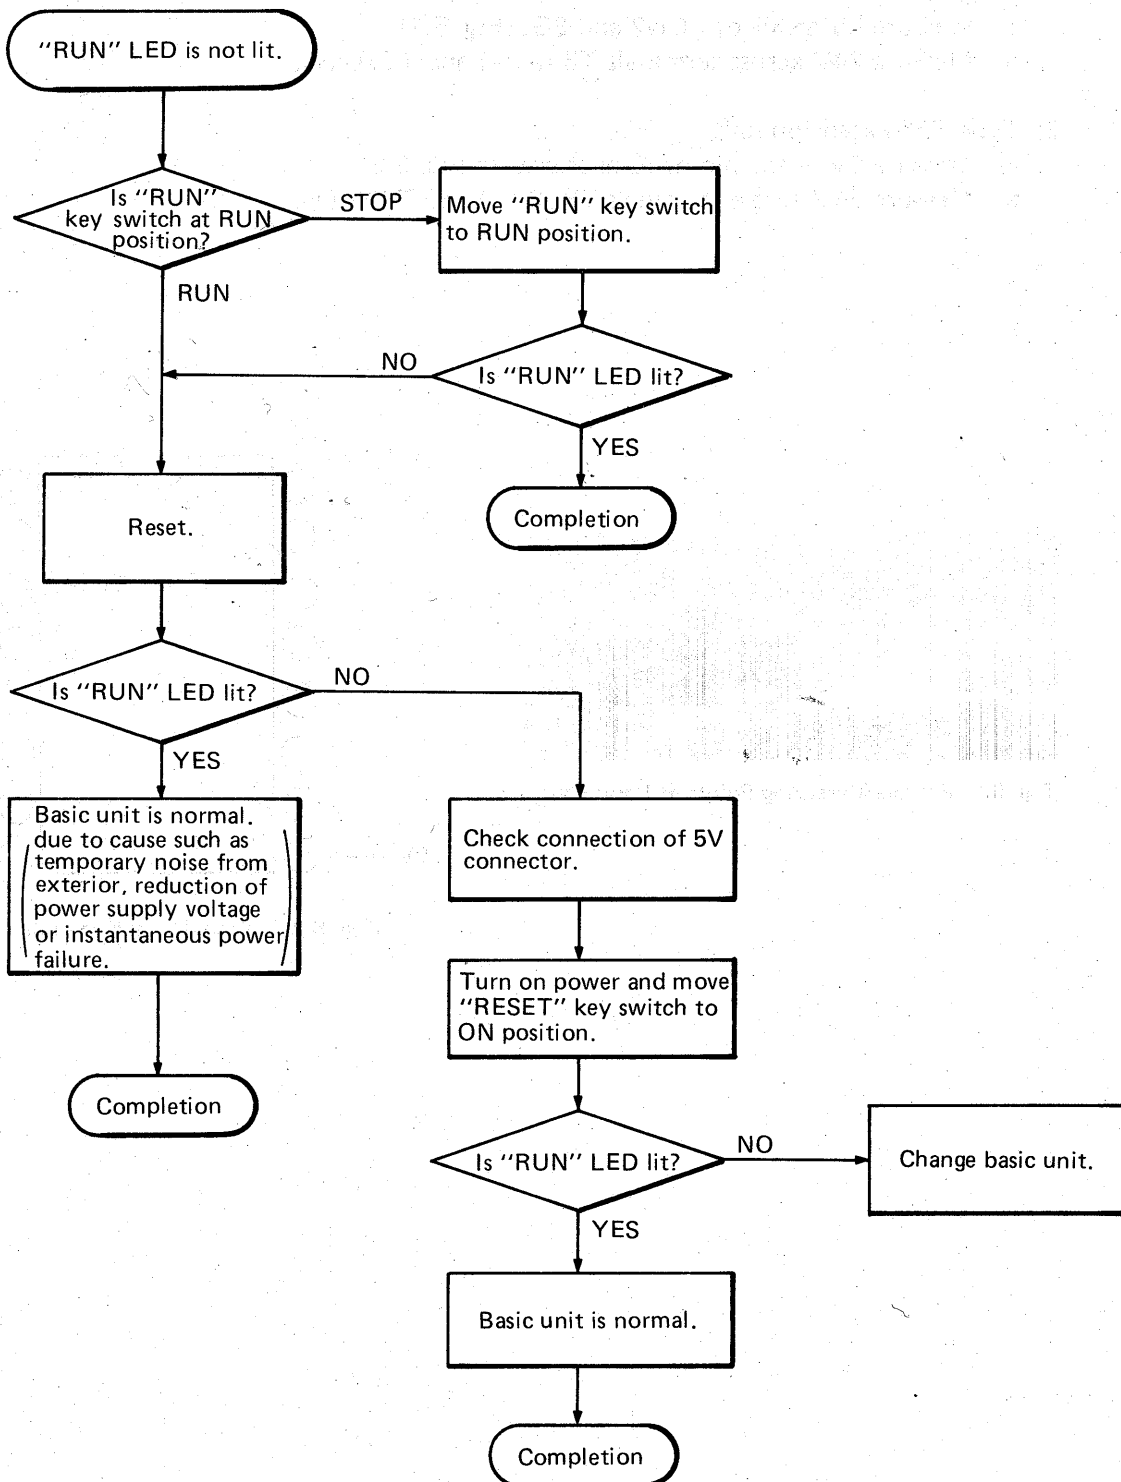 “RUN” LED is not lit.
Is “RUN”
key switch at RUN
position?
STOP
Move “RUN” key switch
to RUN position.
RUN
NO
Is “RUN” LED lit?
YES
Completion
Reset.
Is “RUN” LED lit?
NO
YES
Basic unit is normal.
due to cause such as
temporary noise from
exterior, reduction of
power supply voltage
or instantaneous power
failure.
Completion
Check connection of 5V
connector.
Turn on power and move
“RESET” key switch to
ON position.
Is “RUN” LED lit?
NO
Change basic unit.
YES
Basic unit is normal.
Completion